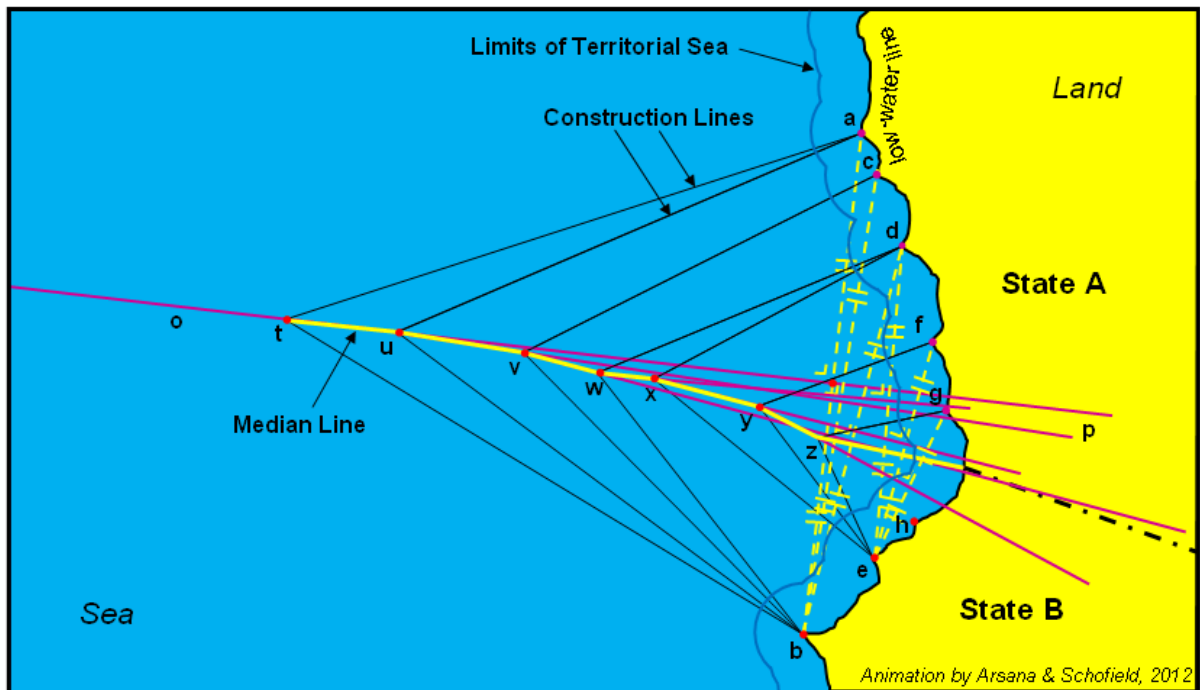 Limits of Territorial Sea
low-water line
Land
Construction Lines
a
c
d
State A
o
t
u
f
v
w
x
g
Median Line
y
p
z
h
e
Sea
State B
b
Animation by Arsana & Schofield, 2012